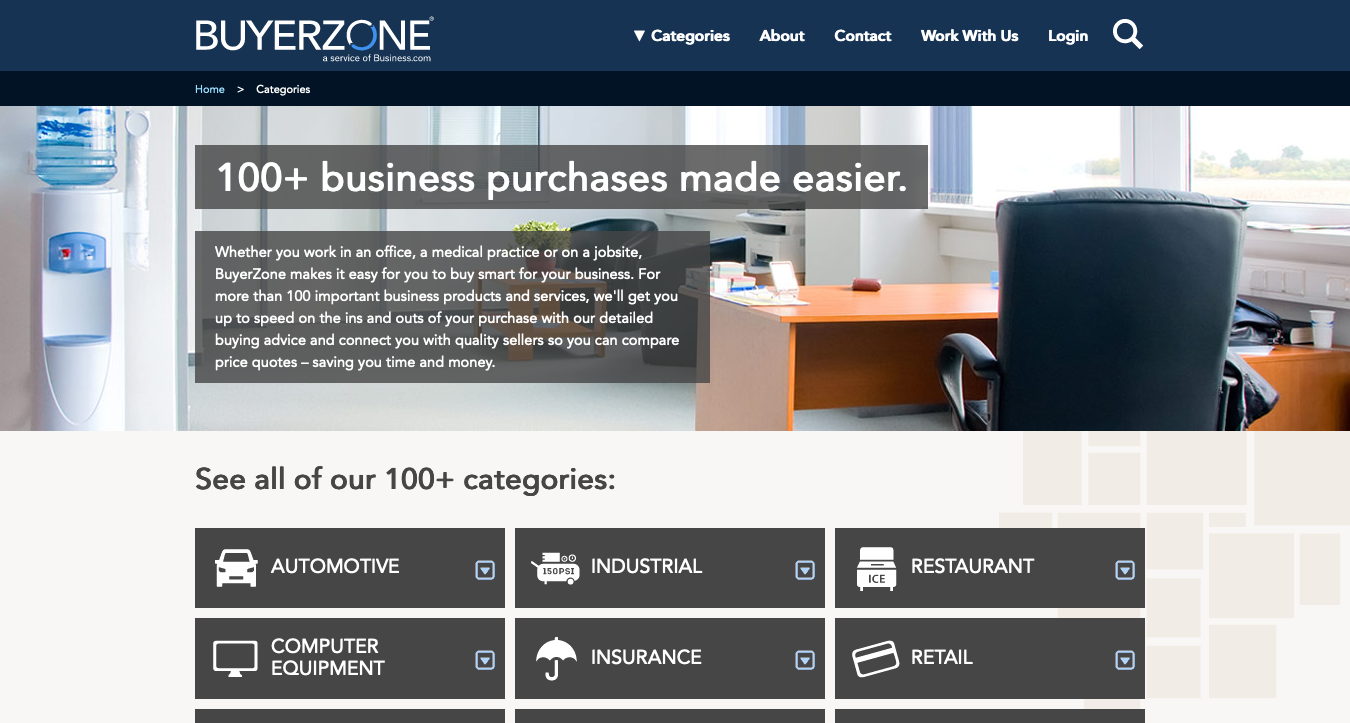 BUYERZONE®
a service of Business.com
▼ Categories About Contact Work With Us Login
Home > Categories
100+ business purchases made easier.
Whether you work in an office, a medical practice or on a jobsite,
BuyerZone makes it easy for you to buy smart for your business. For
more than 100 important business products and services, we'll get you
up to speed on the ins and outs of your purchase with our detailed
buying advice and connect you with quality sellers so you can compare
price quotes – saving you time and money.
See all of our 100+ categories:
AUTOMOTIVE
150PSI INDUSTRIAL
ICE RESTAURANT
COMPUTER
EQUIPMENT
INSURANCE
RETAIL